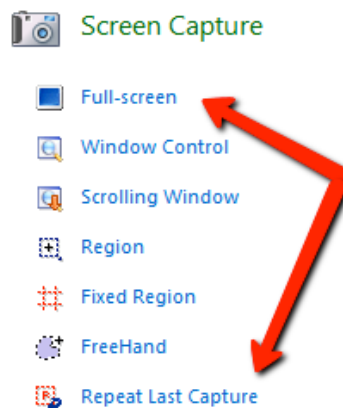 Screen Capture
Full-screen
Window Control
Scrolling Window
Region
Fixed Region
FreeHand
Repeat Last Capture